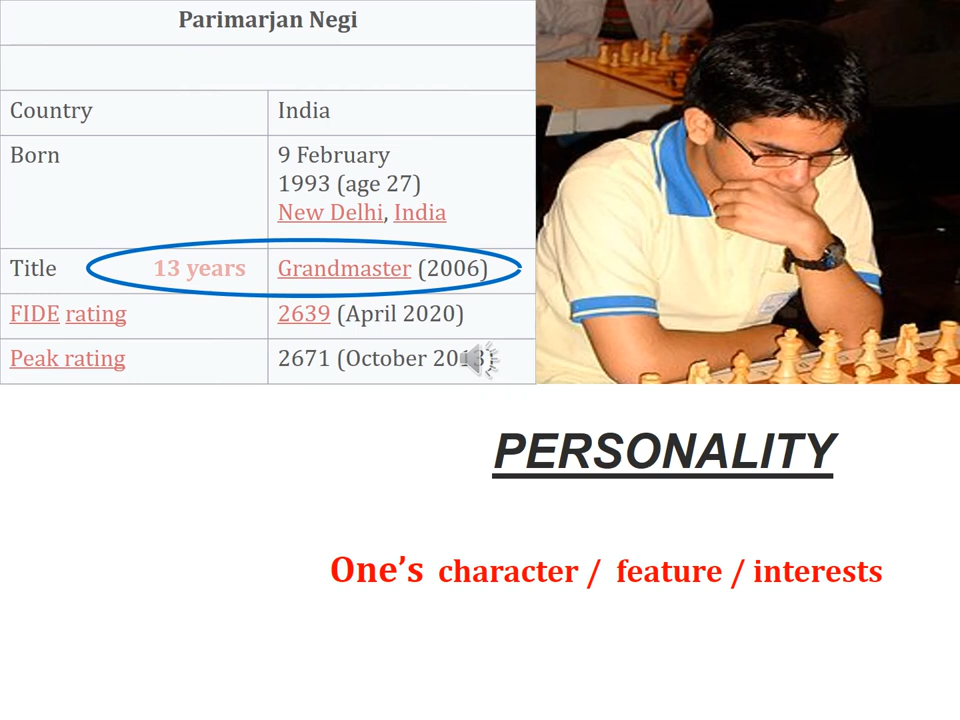 Parimarjan Negi
Country India
Born 9 February
1993 (age 27)
New Delhi, India
Title 13 years Grandmaster (2006)
FIDE rating 2639 (April 2020)
Peak rating 2671 (October 2013)
PERSONALITY
One’s character / feature / interests